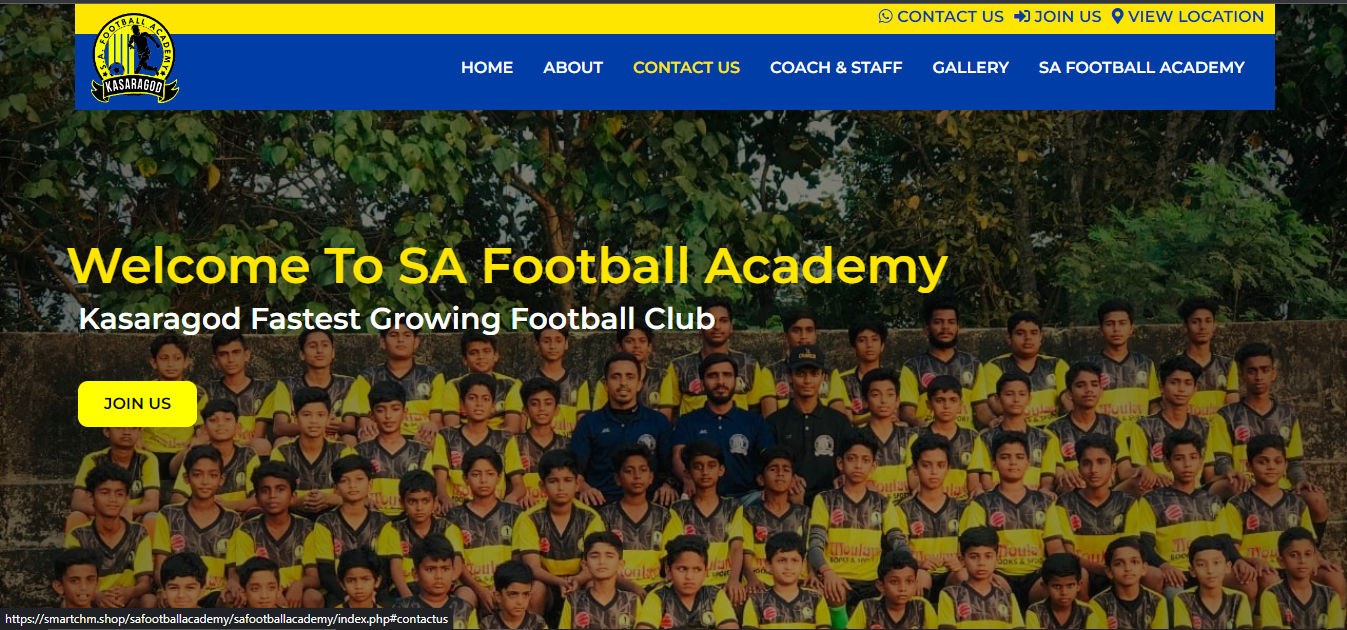 CONTACT US JOIN US VIEW LOCATION
S.A. FOOTBALL ACADEMY
KASARAGOD
HOME ABOUT CONTACT US COACH & STAFF GALLERY SA FOOTBALL ACADEMY
Welcome To SA Football Academy
Kasaragod Fastest Growing Football Club
JOIN US
https://smartchm.shop/safootballacademy/safootballacademy/index.php#contactus